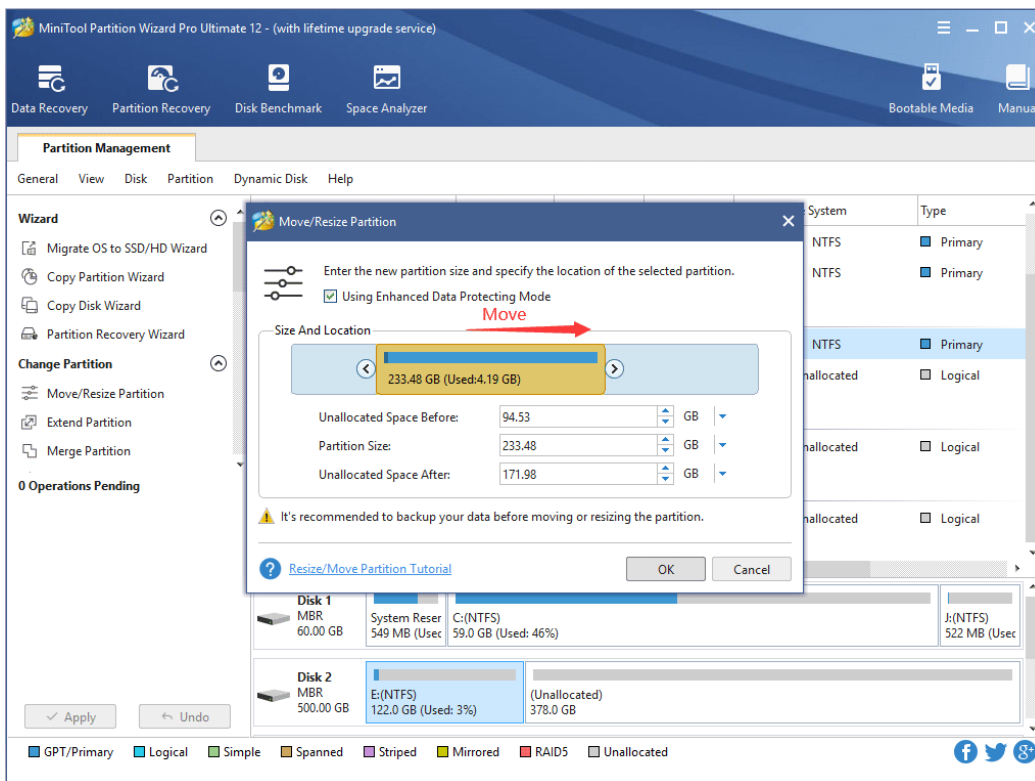 MiniTool Partition Wizard Pro Ultimate 12 - (with lifetime upgrade service)
Data Recovery Partition Recovery Disk Benchmark Space Analyzer Bootable Media Manua
Partition Management
General View Disk Partition Dynamic Disk Help
Wizard
Migrate OS to SSD/HD Wizard
Copy Partition Wizard
Copy Disk Wizard
Partition Recovery Wizard
Change Partition
Move/Resize Partition
Extend Partition
Merge Partition
0 Operations Pending
Apply Undo
System Type
NTFS Primary
NTFS Primary
NTFS Primary
nallocated Logical
nallocated Logical
nallocated Logical
Move/Resize Partition
Enter the new partition size and specify the location of the selected partition.
Using Enhanced Data Protecting Mode
Move
Size And Location
233.48 GB (Used:4.19 GB)
Unallocated Space Before: 94.53 GB
Partition Size: 233.48 GB
Unallocated Space After: 171.98 GB
It's recommended to backup your data before moving or resizing the partition.
Resize/Move Partition Tutorial OK Cancel
Disk 1
MBR
60.00 GB
System Reser
549 MB (Usec
C:(NTFS)
59.0 GB (Used: 46%)
J:(NTFS)
522 MB (Usec
Disk 2
MBR
500.00 GB
E:(NTFS)
122.0 GB (Used: 3%)
(Unallocated)
378.0 GB
GPT/Primary Logical Simple Spanned Striped Mirrored RAID5 Unallocated